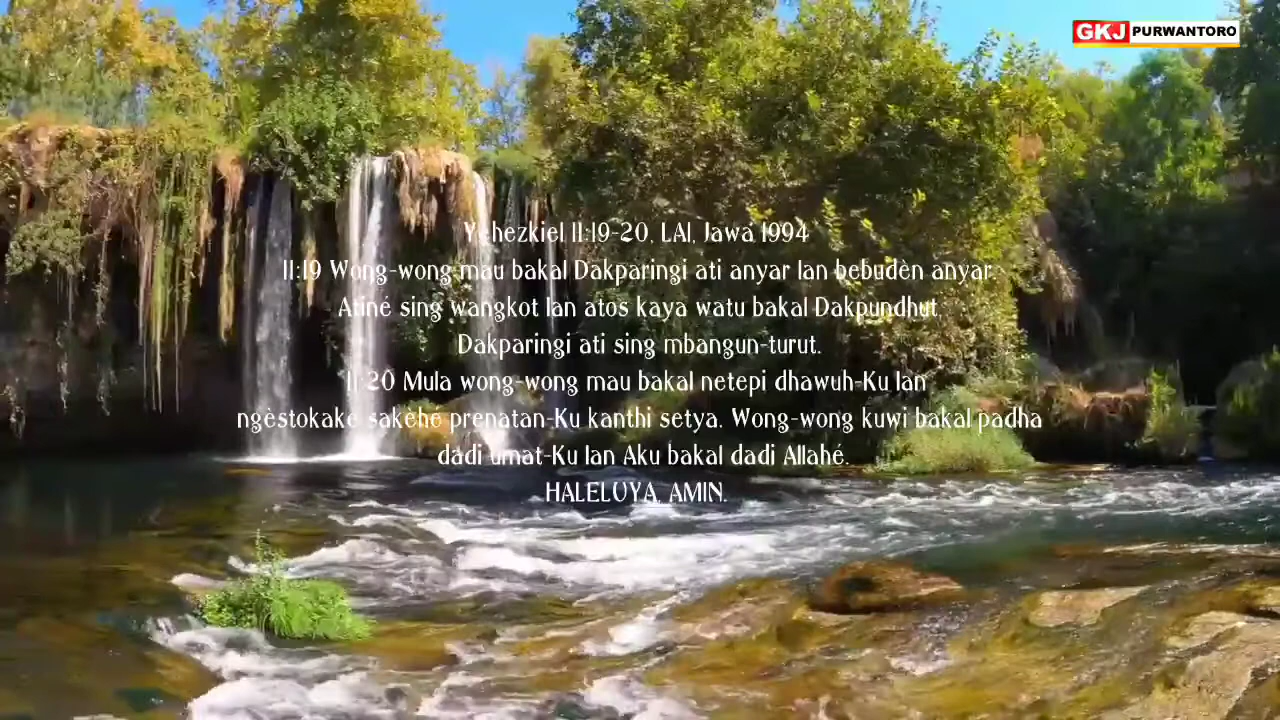 GKJ PURWANTORO
Yehezkiel 11:19-20, LAI, Jawa 1994
11:19 Wong-wong mau bakal Dakparingi ati anyar lan bebudèn anyar.
Atiné sing wangkot lan atos kaya watu bakal Dakpundhut,
Dakparingi ati sing mbangun-turut.
11:20 Mula wong-wong mau bakal netepi dhawuh-Ku lan
ngèstokaké sakèhé prenatan-Ku kanthi setya. Wong-wong kuwi bakal padha
dadi umat-Ku lan Aku bakal dadi Allahé.
HALELUYA, AMIN.